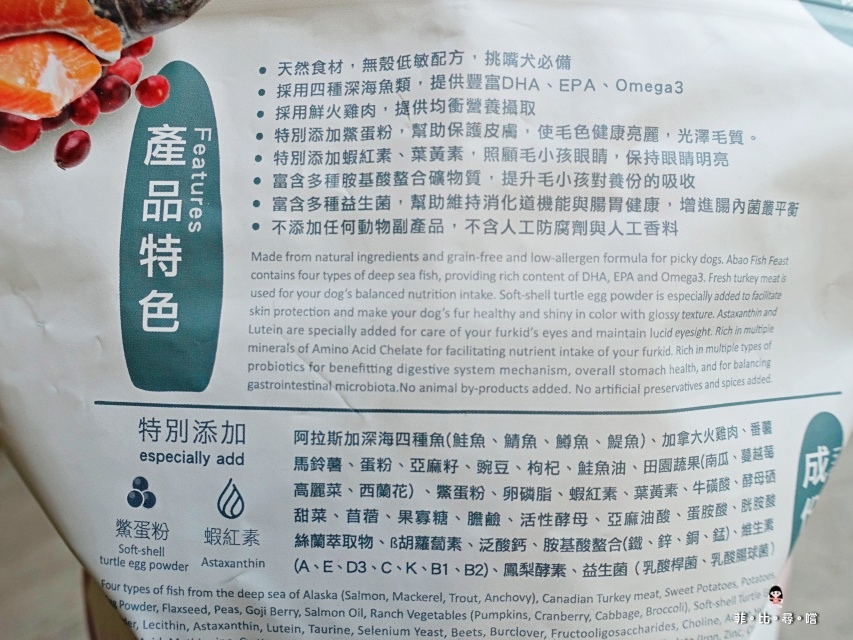 產品特色
Features
• 天然食材，無穀低敏配方，挑嘴犬必備
• 採用四種深海魚類，提供豐富DHA、EPA、Omega3
• 採用鮮火雞肉，提供均衡營養攝取
• 特別添加鱉蛋粉，幫助保護皮膚，使毛色健康亮麗，光澤毛質。
• 特別添加蝦紅素、葉黃素，照顧毛小孩眼睛，保持眼睛明亮
• 富含多種胺基酸螯合礦物質，提升毛小孩對養份的吸收
• 富含多種益生菌，幫助維持消化道機能與腸胃健康，增進腸內菌叢平衡
• 不添加任何動物副產品，不含人工防腐劑與人工香料
Made from natural ingredients and grain-free and low-allergen formula for picky dogs. Abao Fish Feast
contains four types of deep sea fish, providing rich content of DHA, EPA and Omega3. Fresh turkey meat is
used for your dog's balanced nutrition intake. Soft-shell turtle egg powder is especially added to facilitate
skin protection and make your dog's fur healthy and shiny in color with glossy texture. Astaxanthin and
Lutein are specially added for care of your furkid's eyes and maintain lucid eyesight. Rich in multiple
minerals of Amino Acid Chelate for facilitating nutrient intake of your furkid. Rich in multiple types of
probiotics for benefitting digestive system mechanism, overall stomach health, and for balancing
gastrointestinal microbiota.No animal by-products added. No artificial preservatives and spices added.
特別添加
especially add
鱉蛋粉
Soft-shell
turtle egg powder
蝦紅素
Astaxanthin
阿拉斯加深海四種魚(鮭魚、鯖魚、鱒魚、鯷魚)、加拿大火雞肉、番薯
馬鈴薯、蛋粉、亞麻籽、豌豆、枸杞、鮭魚油、田園蔬果(南瓜、蔓越莓
高麗菜、西蘭花）、鱉蛋粉、卵磷脂、蝦紅素、葉黃素、牛磺酸、酵母硒
甜菜、苜蓿、果寡糖、膽鹼、活性酵母、亞麻油酸、蛋胺酸、胱胺酸
絲蘭萃取物、ß胡蘿蔔素、泛酸鈣、胺基酸螯合(鐵、鋅、銅、錳)、維生素
(A、E、D3、C、K、B1、B2)、鳳梨酵素、益生菌（乳酸桿菌、乳酸腸球菌）
成
Four types of fish from the deep sea of Alaska (Salmon, Mackerel, Trout, Anchovy), Canadian Turkey meat, Sweet Potatoes, Potatoes,
Powder, Flaxseed, Peas, Goji Berry, Salmon Oil, Ranch Vegetables (Pumpkins, Cranberry, Cabbage, Broccoli), Soft-shell
Lecithin, Astaxanthin, Lutein, Taurine, Selenium Yeast, Beets, Burclover, Fructooligosaccharides, Choline,
菲·比·尋·嚐